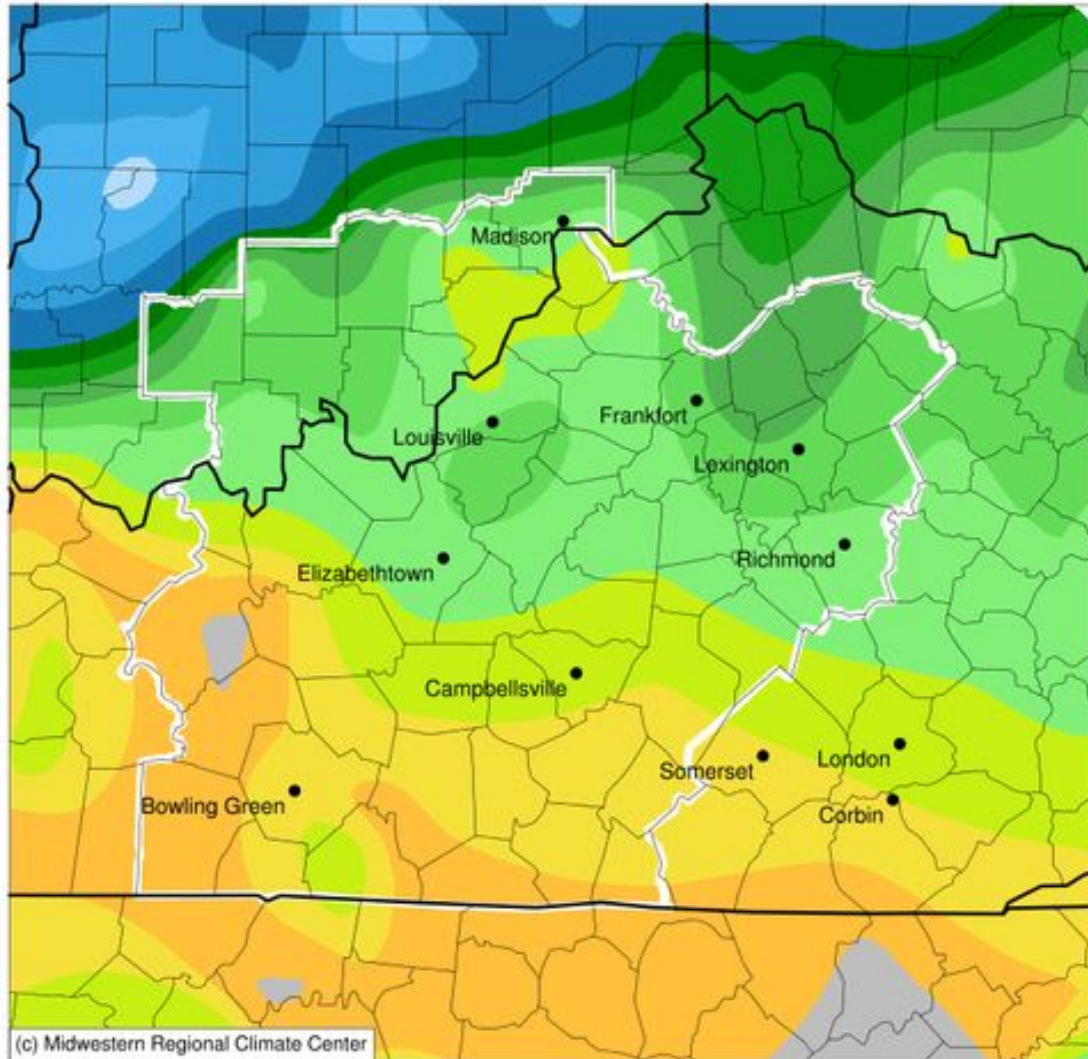 Madison
Frankfort
Louisville
Lexington
Richmond
Elizabethtown
Campbellsville
London
Somerset
Bowling Green
Corbin
(c) Midwestern Regional Climate Center